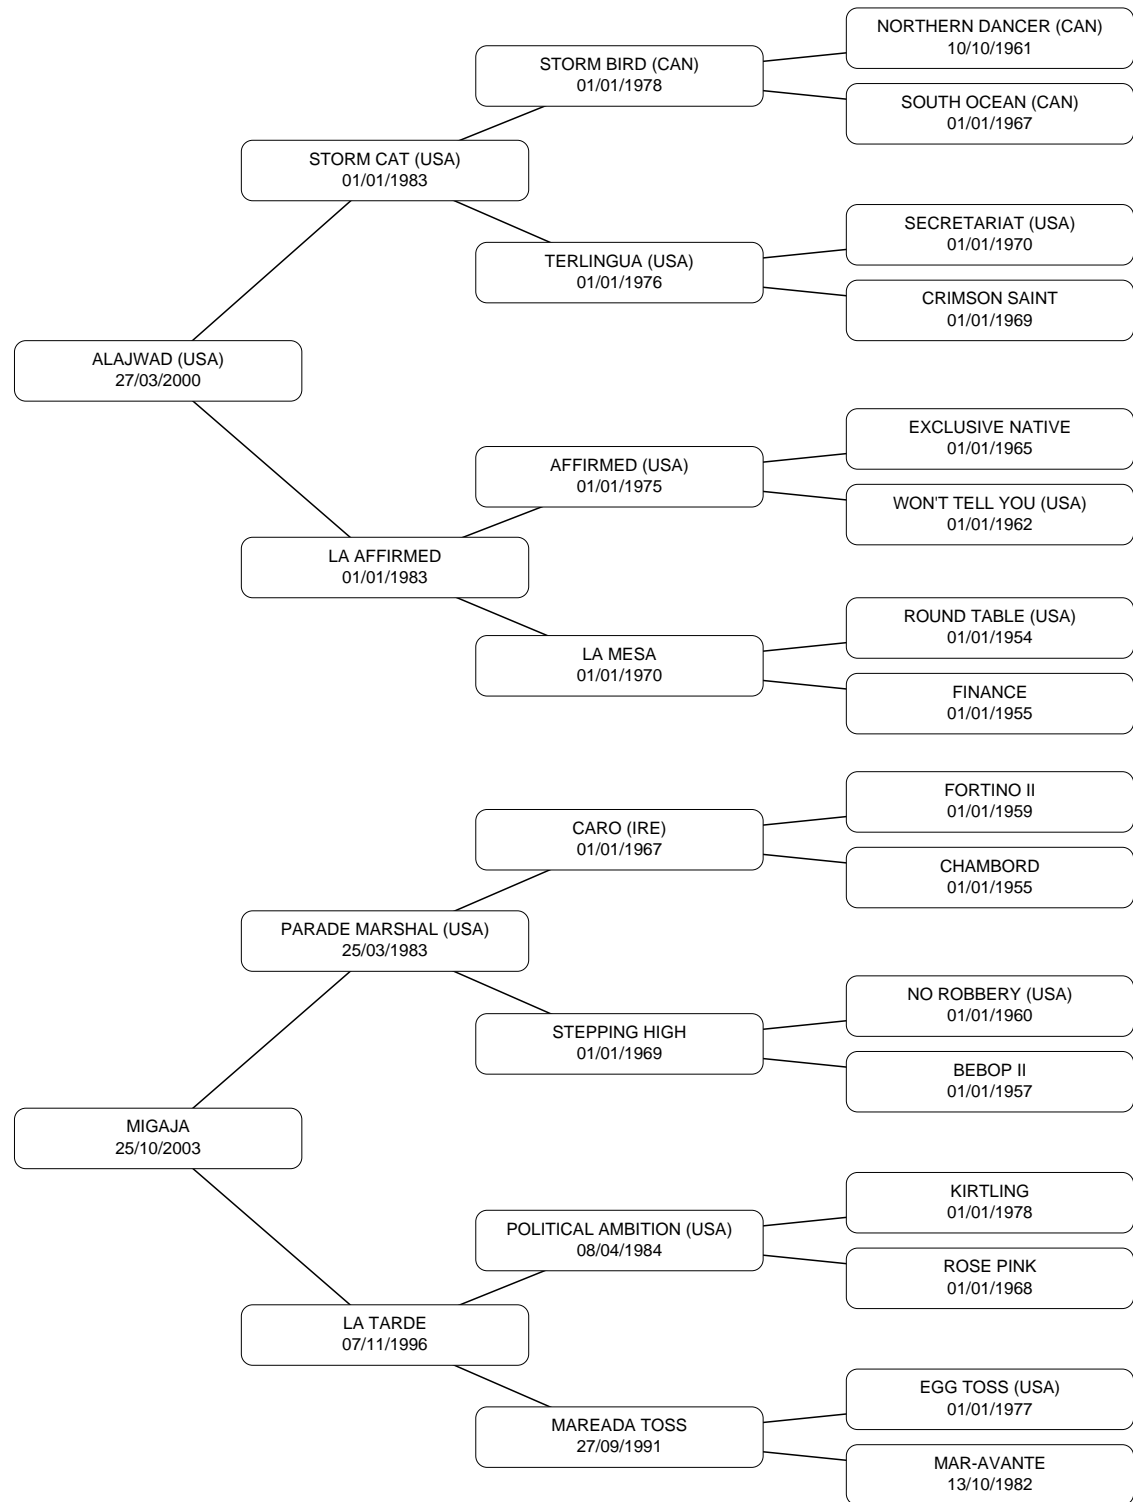 NORTHERN DANCER (CAN)
10/10/1961
STORM BIRD (CAN)
01/01/1978
SOUTH OCEAN (CAN)
01/01/1967
STORM CAT (USA)
01/01/1983
SECRETARIAT (USA)
01/01/1970
TERLINGUA (USA)
01/01/1976
CRIMSON SAINT
01/01/1969
ALAJWAD (USA)
27/03/2000
EXCLUSIVE NATIVE
01/01/1965
AFFIRMED (USA)
01/01/1975
WON'T TELL YOU (USA)
01/01/1962
LA AFFIRMED
01/01/1983
ROUND TABLE (USA)
01/01/1954
LA MESA
01/01/1970
FINANCE
01/01/1955
FORTINO II
01/01/1959
CARO (IRE)
01/01/1967
CHAMBORD
01/01/1955
PARADE MARSHAL (USA)
25/03/1983
NO ROBBERY (USA)
01/01/1960
STEPPING HIGH
01/01/1969
BEBOP II
01/01/1957
MIGAJA
25/10/2003
KIRTLING
01/01/1978
POLITICAL AMBITION (USA)
08/04/1984
ROSE PINK
01/01/1968
LA TARDE
07/11/1996
EGG TOSS (USA)
01/01/1977
MAREADA TOSS
27/09/1991
MAR-AVANTE
13/10/1982